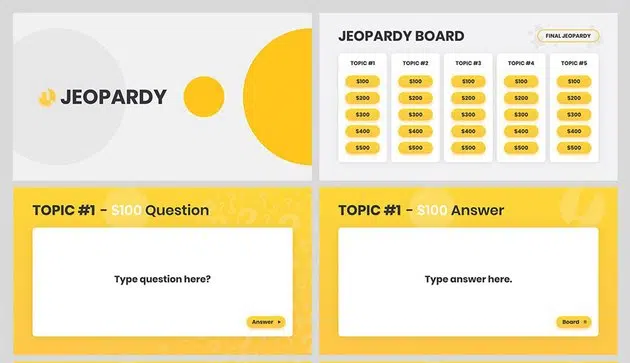 JEOPARDY
JEOPARDY BOARD
FINAL JEOPARDY
TOPIC #1 TOPIC #2 TOPIC #3 TOPIC #4 TOPIC #5
$100 $100 $100 $100 $100
$200 $200 $200 $200 $200
$300 $300 $300 $300 $300
$400 $400 $400 $400 $400
$500 $500 $500 $500 $500
TOPIC #1 - $100 Question
Type question here?
Answer
TOPIC #1 - $100 Answer
Type answer here.
Board